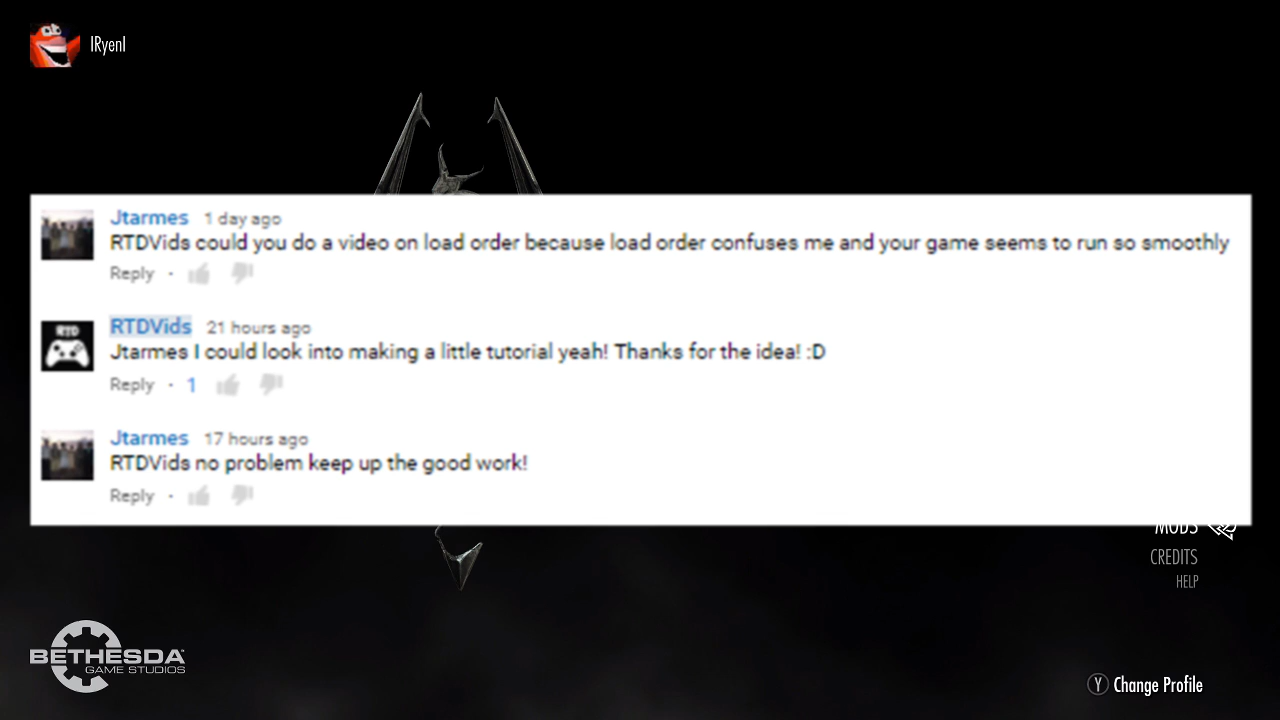 lRyenl
Jtarmes 1 day ago
RTDVids could you do a video on load order because load order confuses me and your game seems to run so smoothly
Reply ·
RTD
RTDVids 21 hours ago
Jtarmes I could look into making a little tutorial yeah! Thanks for the idea! :D
Reply · 1
Jtarmes 17 hours ago
RTDVids no problem keep up the good work!
Reply ·
MODS
CREDITS
HELP
BETHESDA
GAME STUDIOS
Y Change Profile